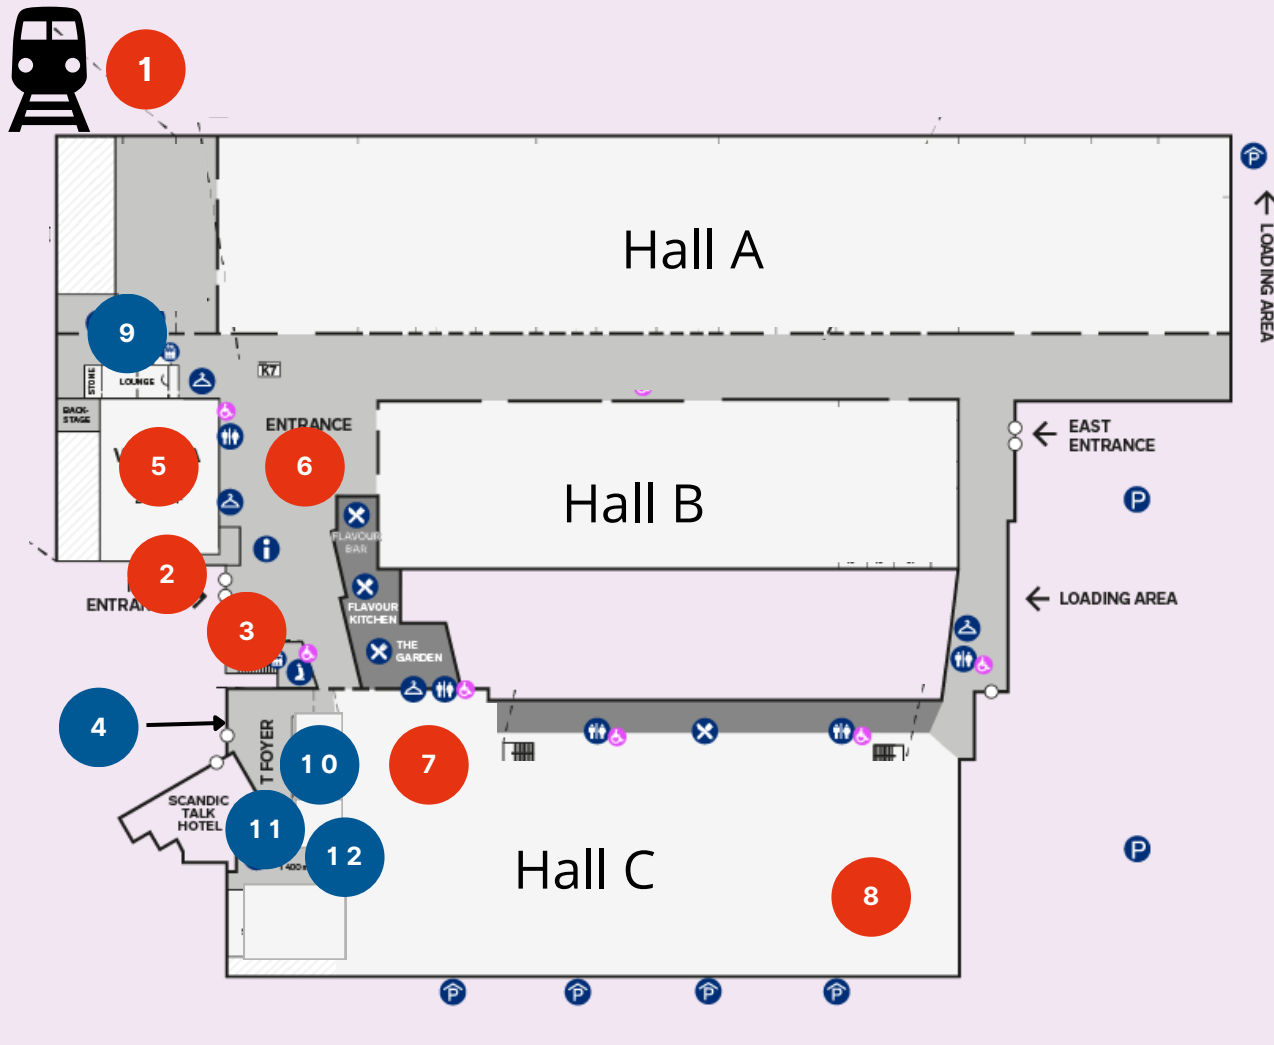 1
P
LOADING AREA
Hall A
9
STONE
LOUNGE
K7
BACK-
STAGE
ENTRANCE
EAST
ENTRANCE
5
6
Hall B
P
FLAVOUR
BAR
i
2
FLAVOUR
KITCHEN
LOADING AREA
3
THE
GARDEN
4
T FOYER
10
7
SCANDIC
TALK
HOTEL
11
12
Hall C
P
8
P
P
P
P